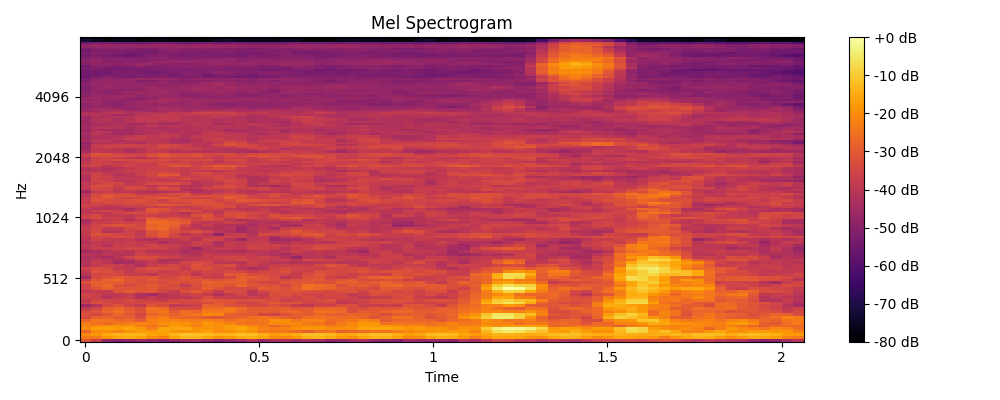 Mel Spectrogram
+0 dB
-10 dB
-20 dB
-30 dB
-40 dB
-50 dB
-60 dB
-70 dB
-80 dB
4096
2048
1024
512
0
Hz
0 0.5 1 1.5 2
Time